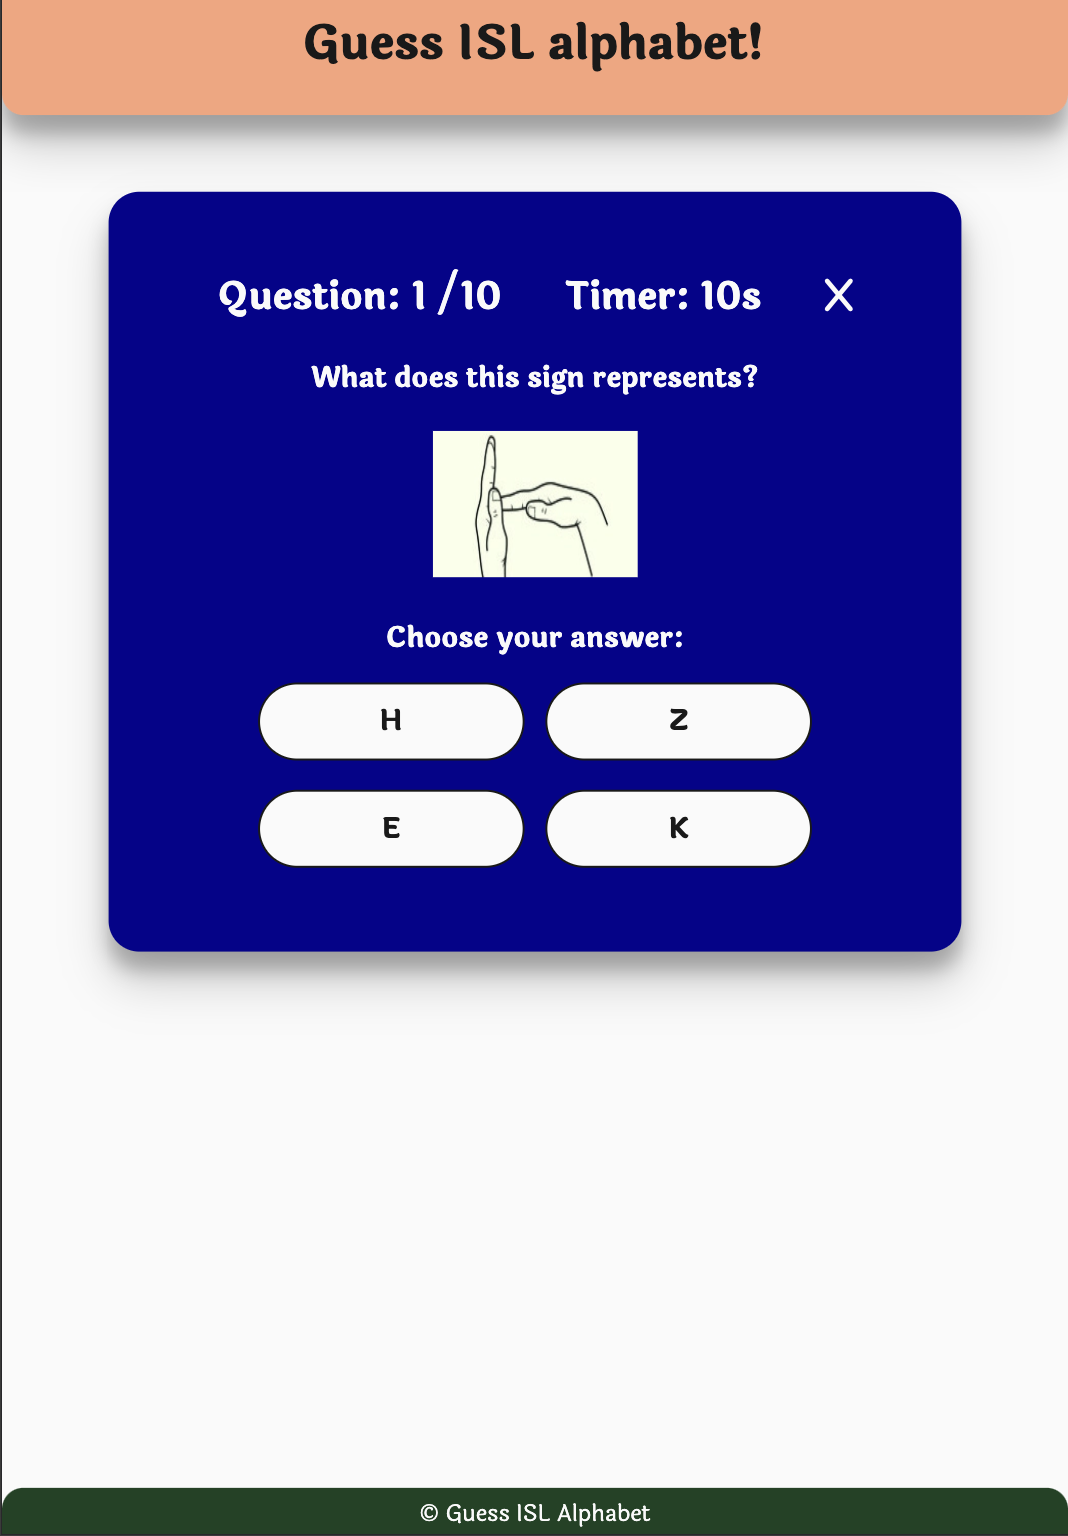 Guess ISL alphabet!
Question: 1 /10 Timer: 10s X
What does this sign represents?
Choose your answer:
H Z
E K
© Guess ISL Alphabet